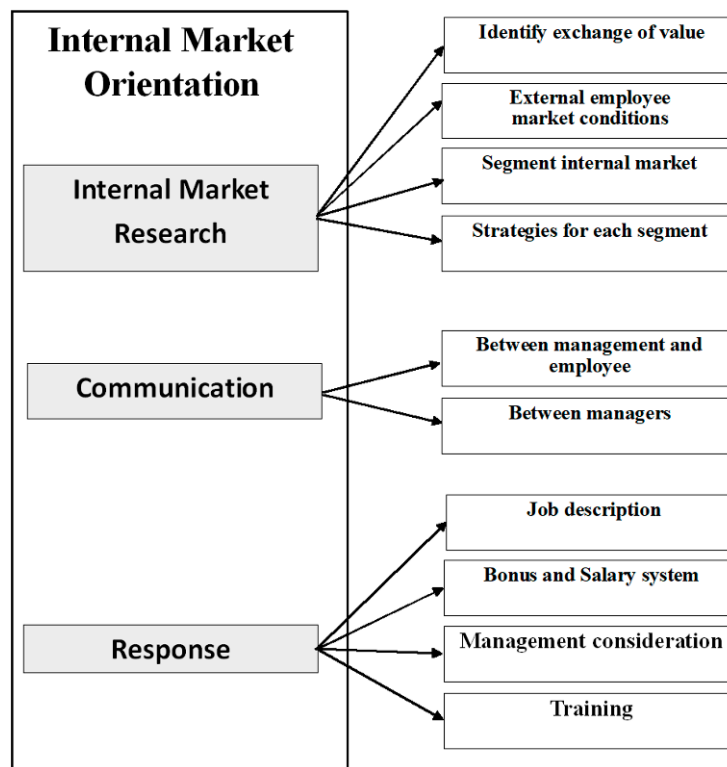 Internal Market
Orientation
Internal Market
Research
Identify exchange of value
External employee
market conditions
Segment internal market
Strategies for each segment
Communication
Between management and
employee
Between managers
Response
Job description
Bonus and Salary system
Management consideration
Training